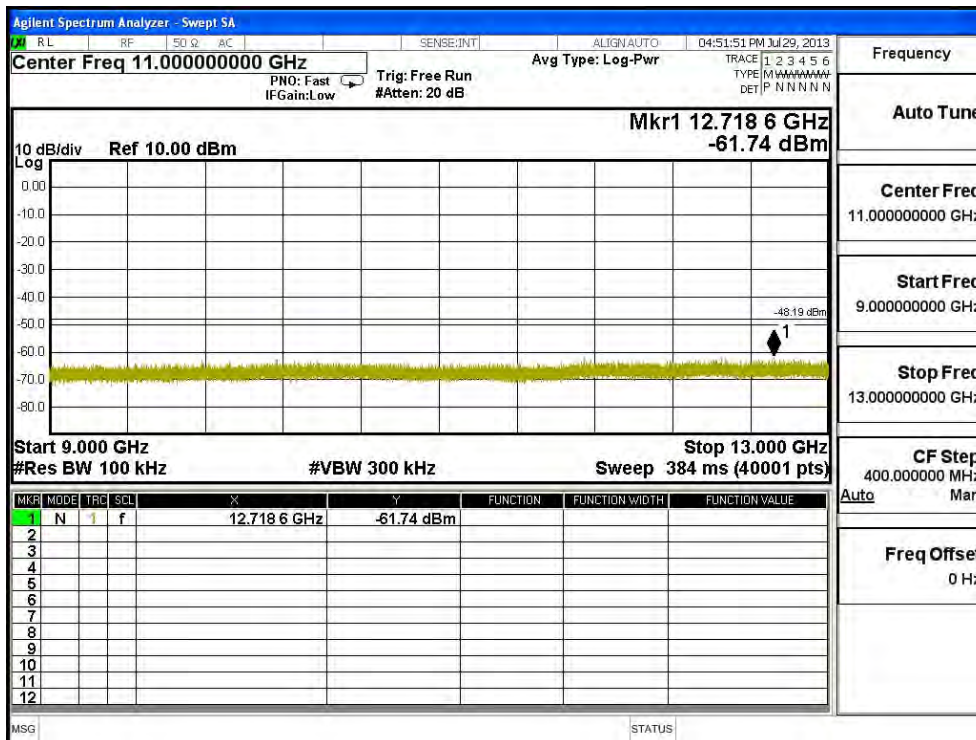 Agilent Spectrum Analyzer - Swept SA
RL RF 50 Ω AC SENSE:INT ALIGN AUTO 04:51:51 PM Jul 29, 2013
Center Freq 11.000000000 GHz
PNO: Fast
IFGain:Low
Trig: Free Run
#Atten: 20 dB
Avg Type: Log-Pwr
TRACE 1 2 3 4 5 6
TYPE M
DET P N N N N N
Mkr1 12.718 6 GHz
-61.74 dBm
10 dB/div Ref 10.00 dBm
Log
0.00
-10.0
-20.0
-30.0
-40.0
-48.19 dBm
-50.0
1
-60.0
-70.0
-80.0
Start 9.000 GHz Stop 13.000 GHz
#Res BW 100 kHz #VBW 300 kHz Sweep 384 ms (40001 pts)
MKR MODE TRC SCL X Y FUNCTION FUNCTION WIDTH FUNCTION VALUE
1 N 1 f 12.718 6 GHz -61.74 dBm
2
3
4
5
6
7
8
9
10
11
12
MSG STATUS
Frequency
Auto Tune
Center Freq
11.000000000 GHz
Start Freq
9.000000000 GHz
Stop Freq
13.000000000 GHz
CF Step
400.000000 MHz
Auto Man
Freq Offset
0 Hz